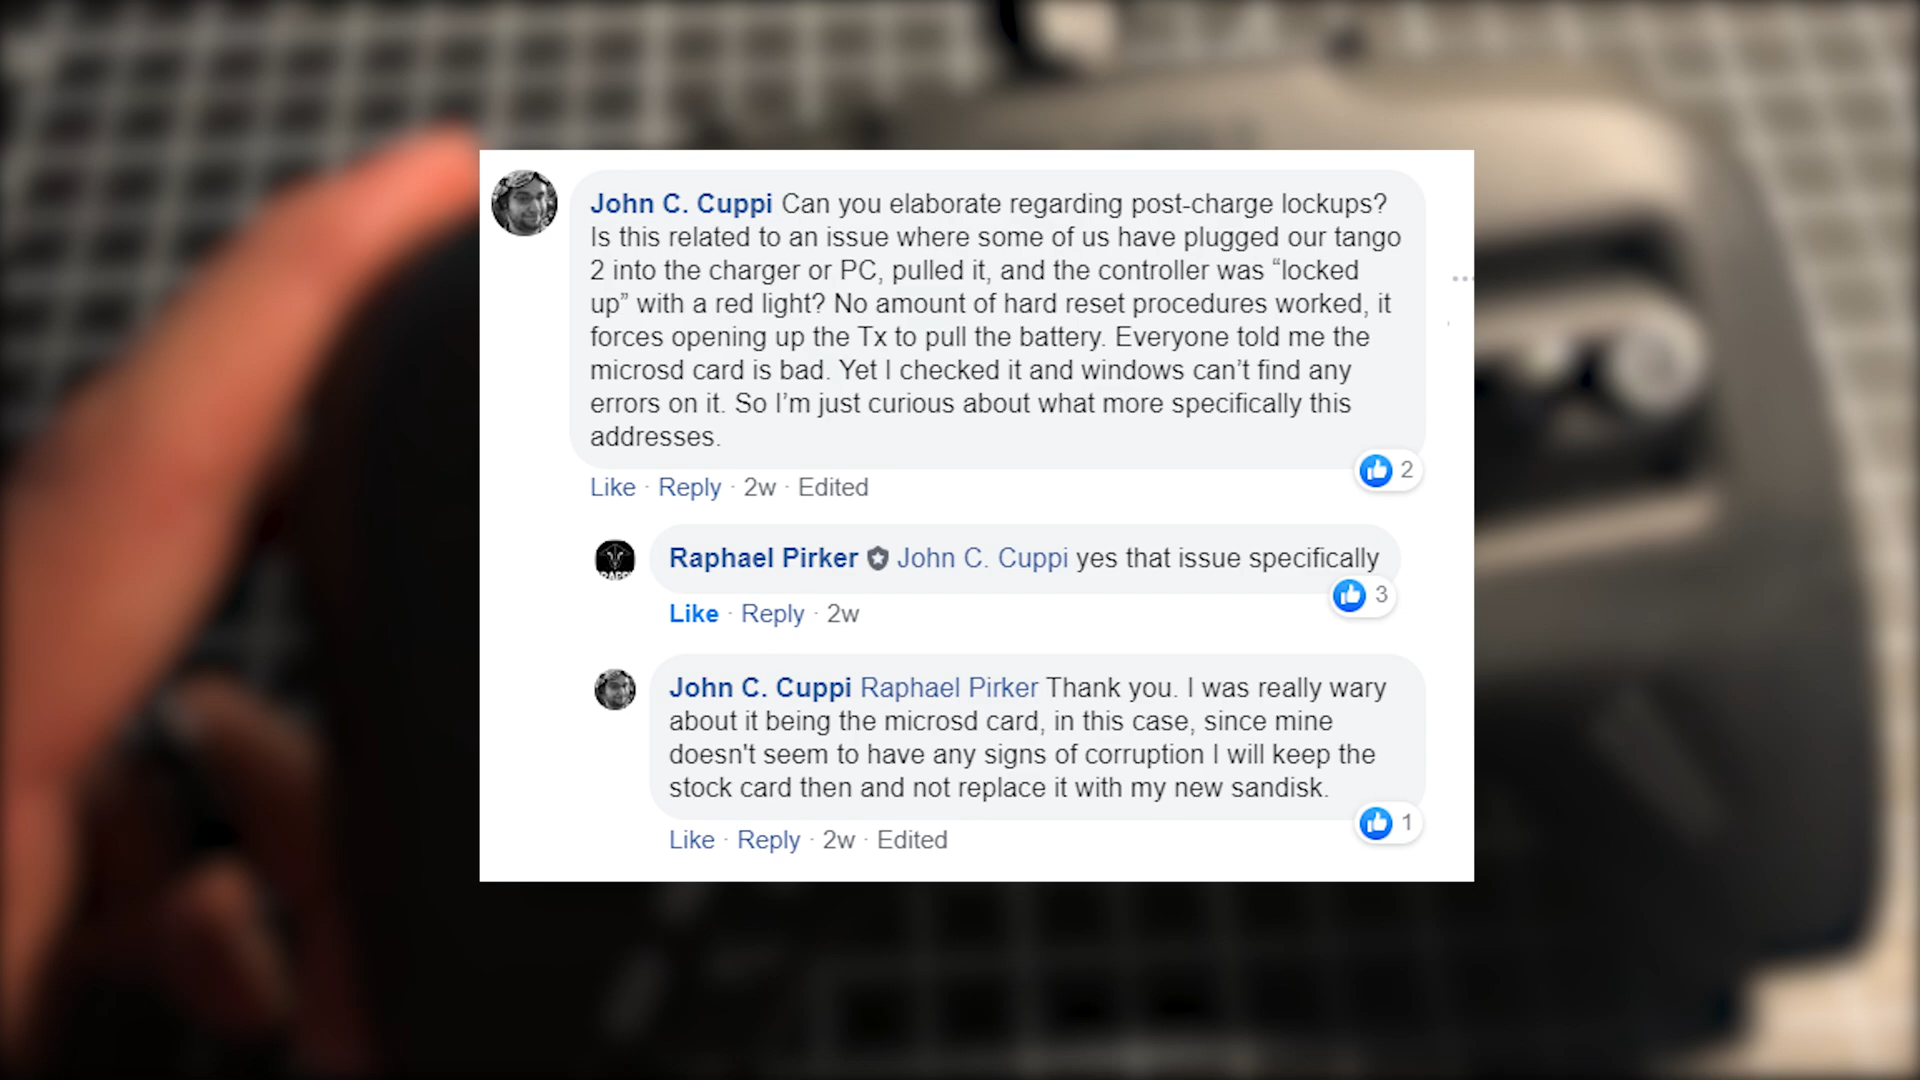 John C. Cuppi Can you elaborate regarding post-charge lockups?
Is this related to an issue where some of us have plugged our tango
2 into the charger or PC, pulled it, and the controller was “locked
up” with a red light? No amount of hard reset procedures worked, it
forces opening up the Tx to pull the battery. Everyone told me the
microsd card is bad. Yet I checked it and windows can’t find any
errors on it. So I’m just curious about what more specifically this
addresses.
2
Like · Reply · 2w · Edited
Raphael Pirker John C. Cuppi yes that issue specifically
3
Like · Reply · 2w
John C. Cuppi Raphael Pirker Thank you. I was really wary
about it being the microsd card, in this case, since mine
doesn't seem to have any signs of corruption I will keep the
stock card then and not replace it with my new sandisk.
1
Like · Reply · 2w · Edited